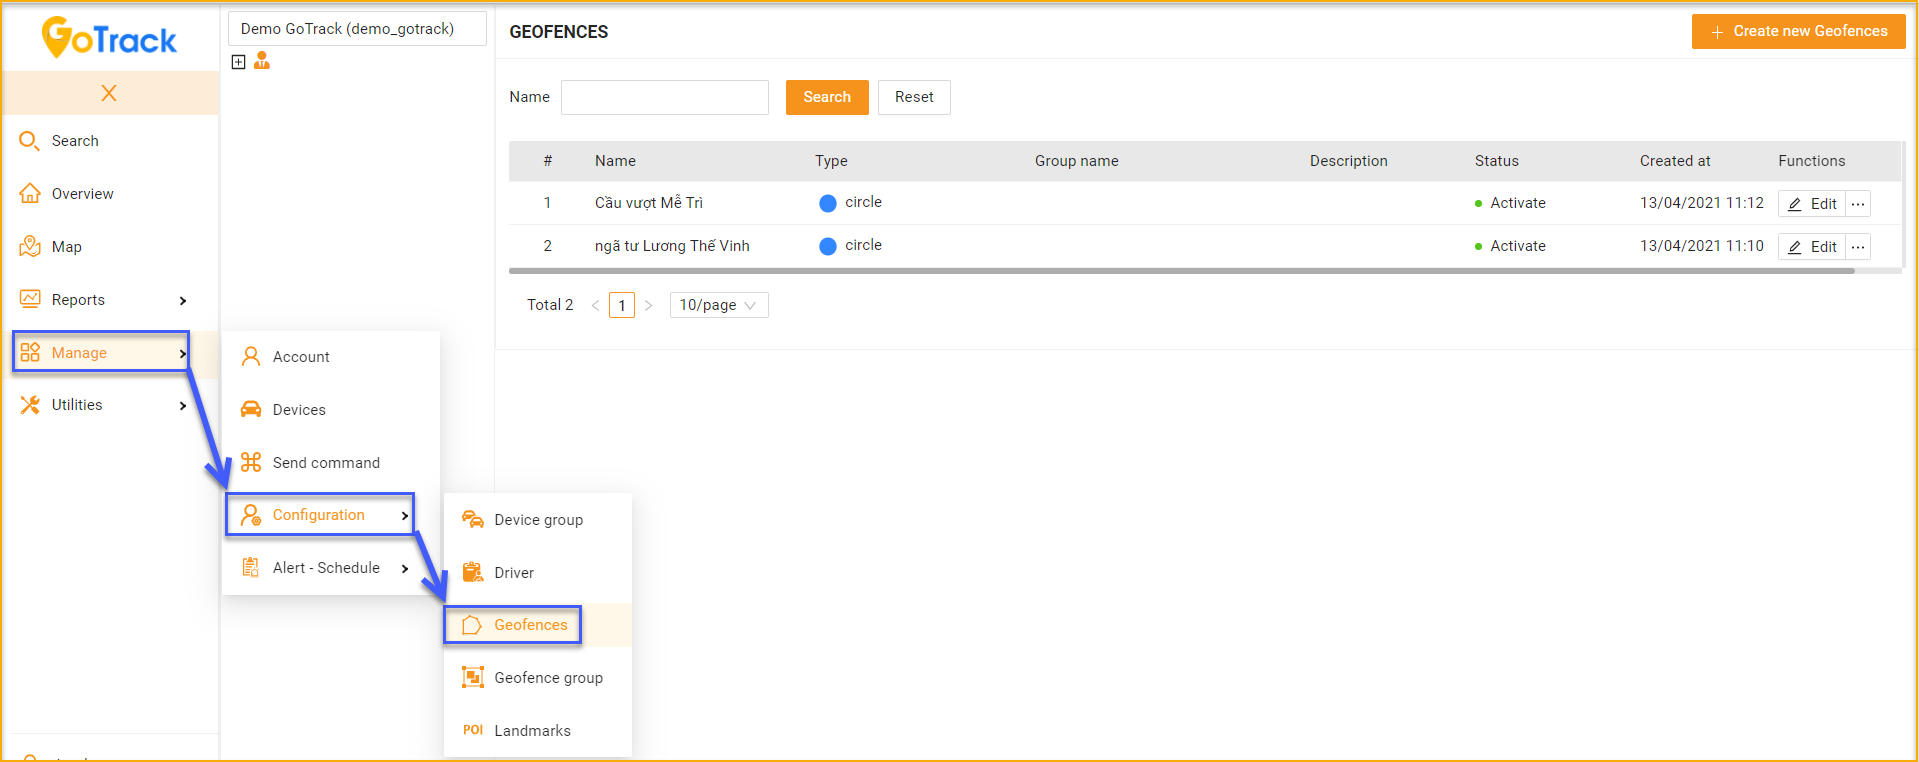 GoTrack
X
Search
Overview
Map
Reports
Manage
Utilities
Demo GoTrack (demo_gotrack)
Account
Devices
Send command
Configuration
Alert - Schedule
Device group
Driver
Geofences
Geofence group
POI Landmarks
GEOFENCES
+ Create new Geofences
Name Search Reset
# Name Type Group name Description Status Created at Functions
1 Cầu vượt Mễ Trì circle Activate 13/04/2021 11:12 Edit ...
2 ngã tư Lương Thế Vinh circle Activate 13/04/2021 11:10 Edit ...
Total 2 < 1 > 10/page